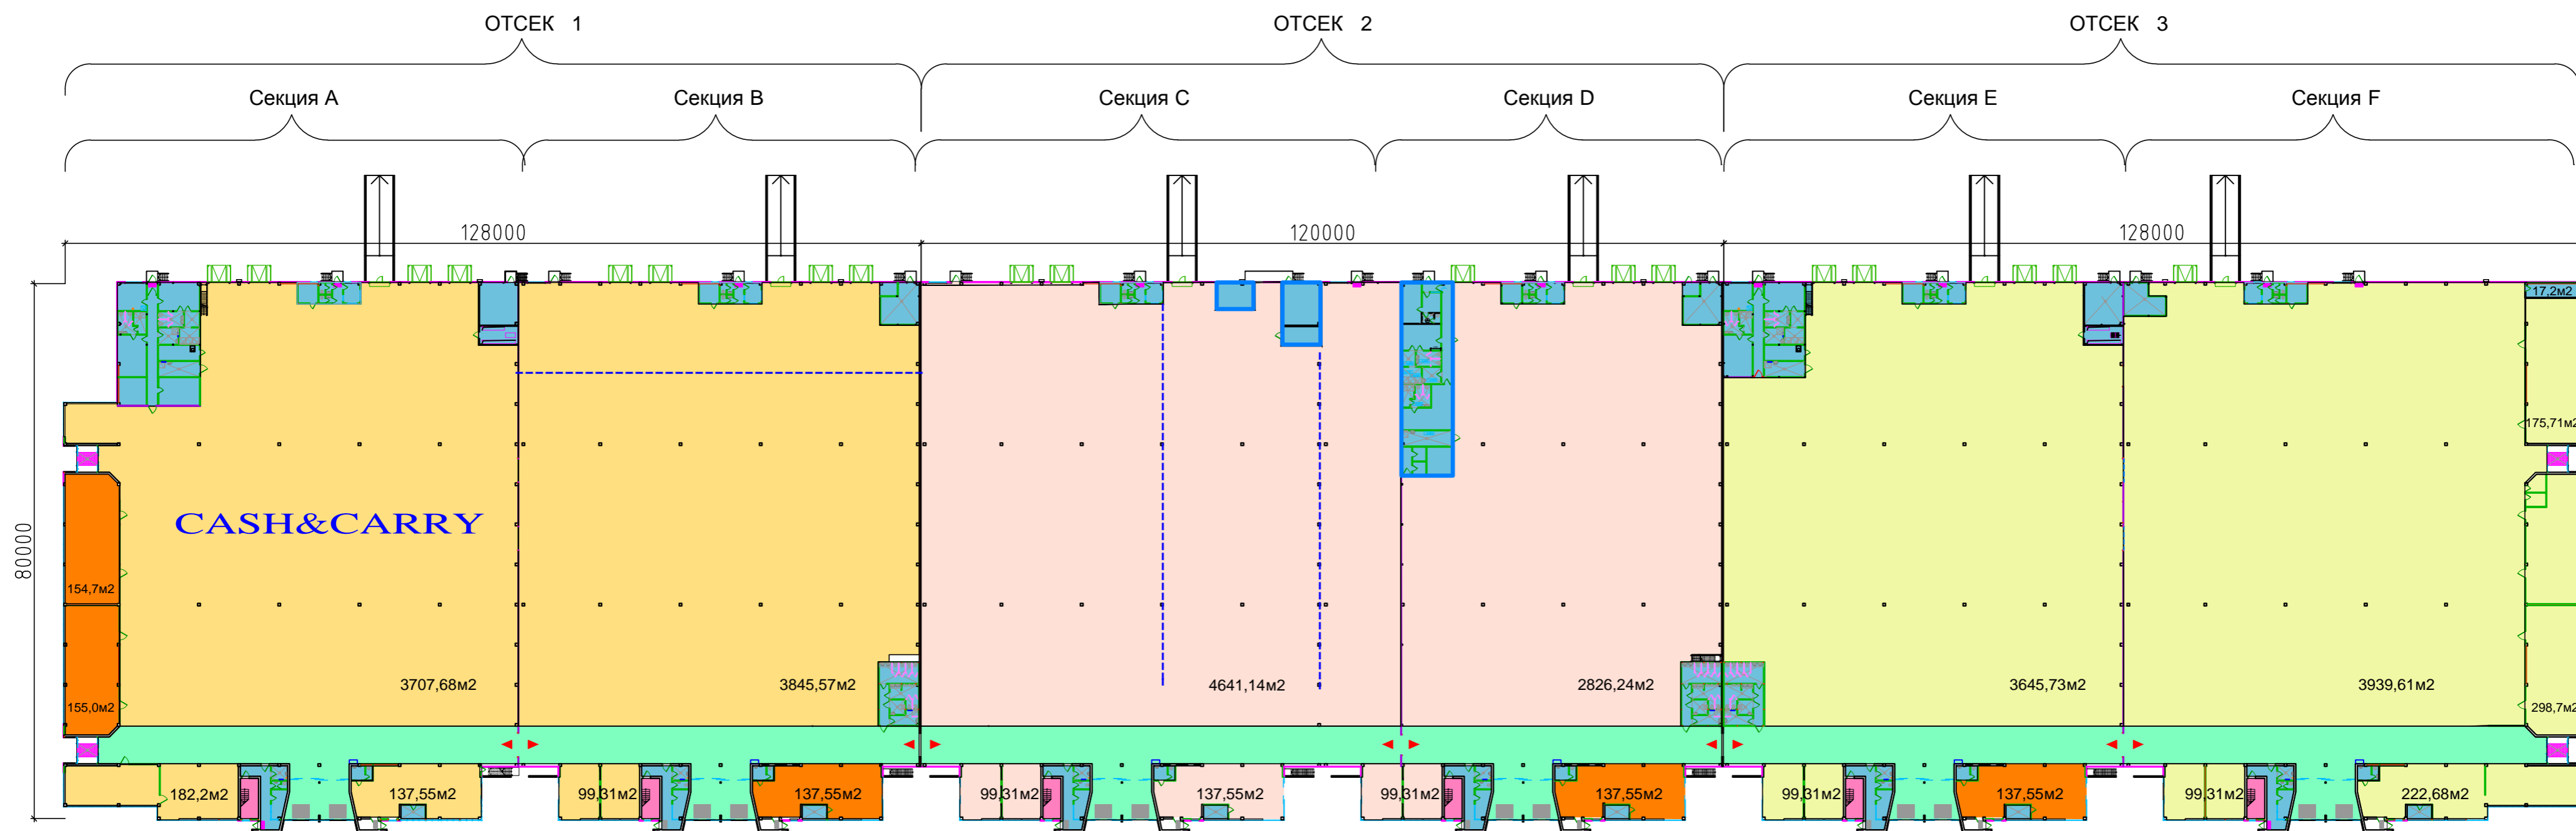 ОТСЕК 1 ОТСЕК 2 ОТСЕК 3
Секция A Секция B Секция C Секция D Секция E Секция F
128000 120000 128000
80000
17,2м2
175,71м2
CASH&CARRY
154,7м2
3707,68м2 3845,57м2 4641,14м2 2826,24м2 3645,73м2 3939,61м2
155,0м2 298,7м2
182,2м2 137,55м2 99,31м2 137,55м2 99,31м2 137,55м2 99,31м2 137,55м2 99,31м2 137,55м2 99,31м2 222,68м2